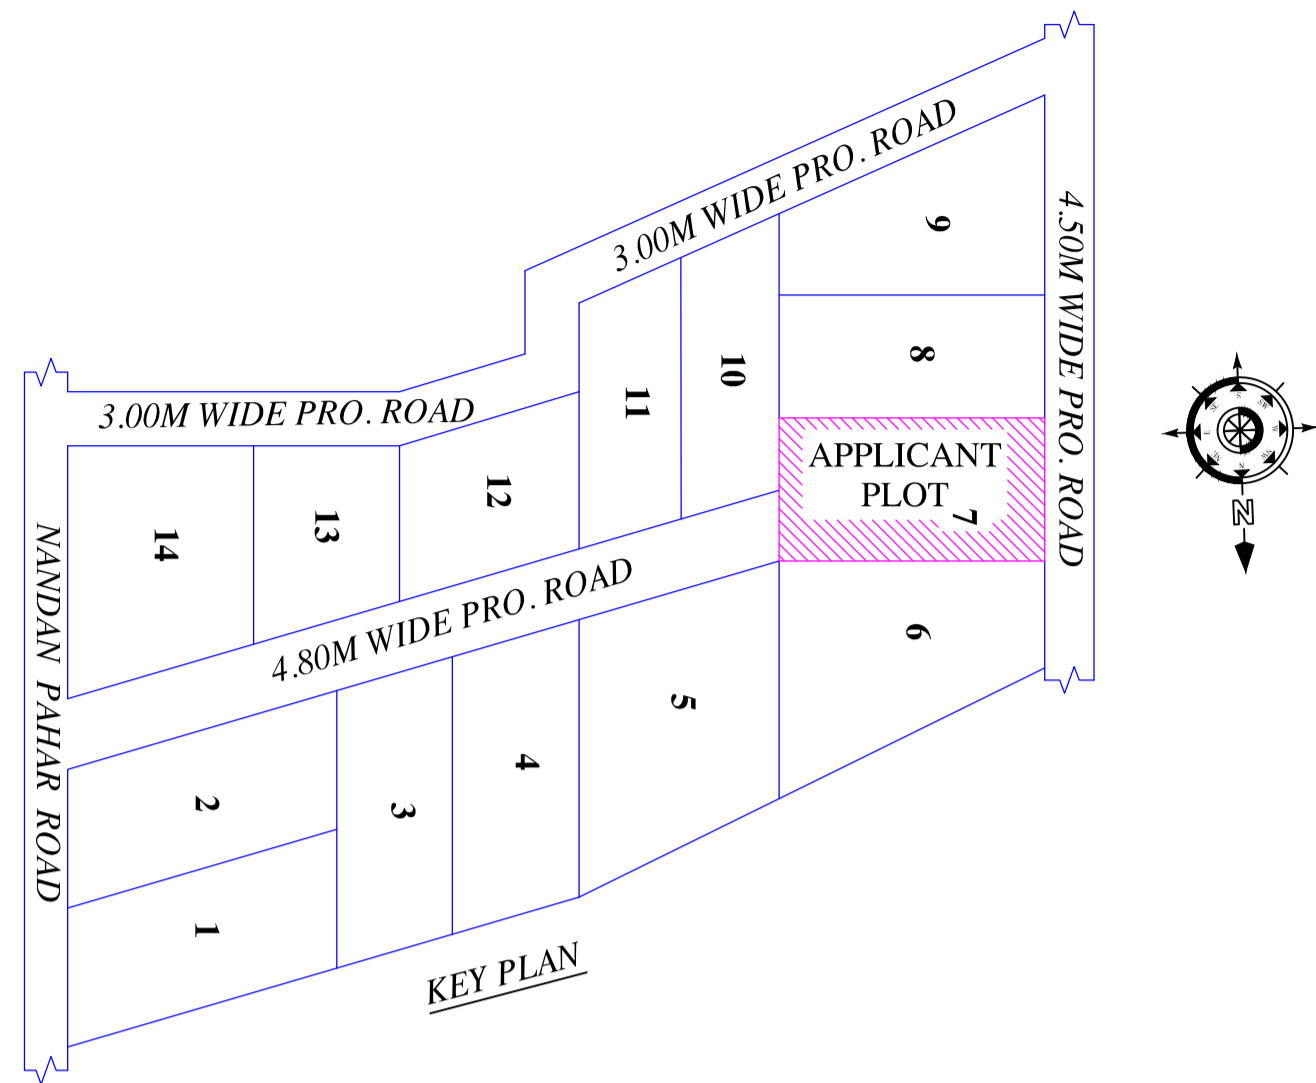 3.00M WIDE PRO. ROAD
9
4.50M WIDE PRO. ROAD
8
10
11
3.00M WIDE PRO. ROAD
APPLICANT
PLOT
7
12
13
14
4.80M WIDE PRO. ROAD
NANDAN PAHAR ROAD
6
5
4
3
2
1
KEY PLAN
S
SW
W
NW
N
E
N